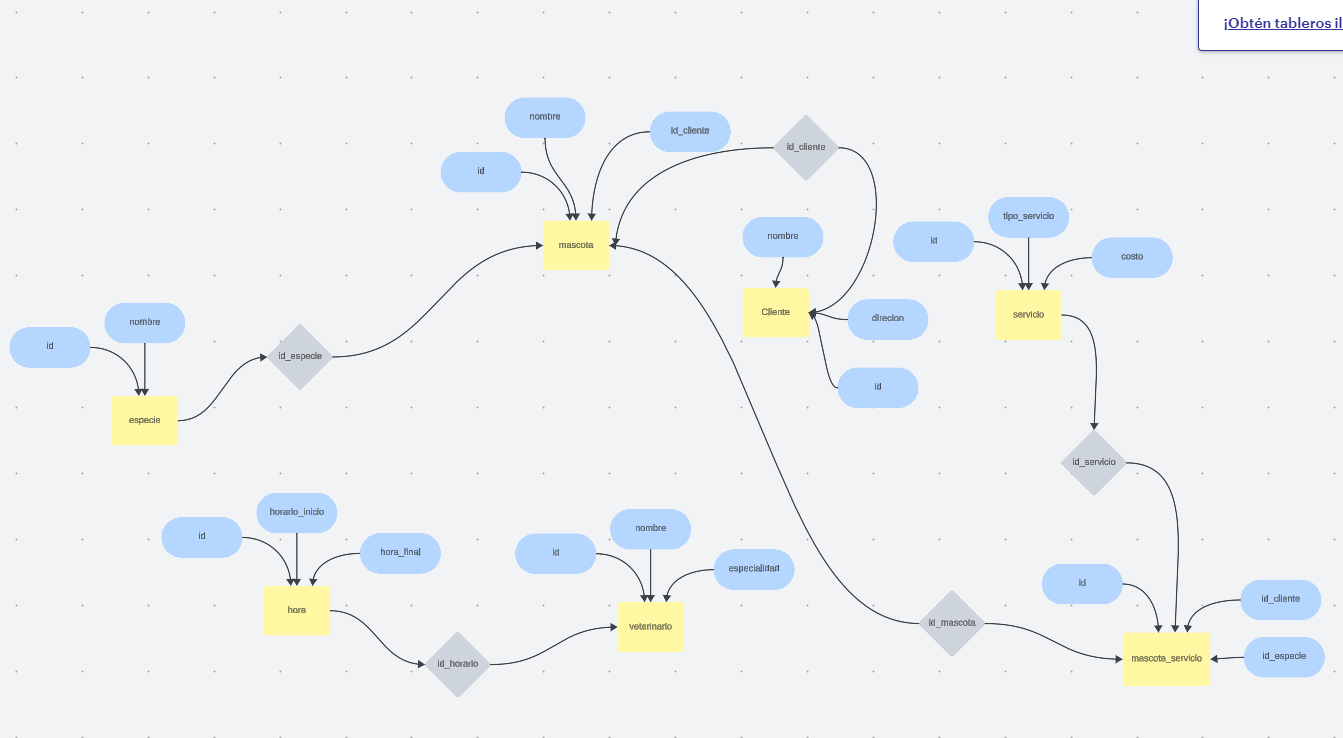 ¡Obtén tableros il
nombre
id_cliente
id_cliente
id
mascota
tipo_servicio
nombre
id
costo
Cliente
direcion
servicio
id
nombre
id
id_especie
especie
id_servicio
horario_inicio
id
hora_final
nombre
id
especialidad
hora
veterinario
id_horario
id_mascota
id
id_cliente
mascota_servicio
id_especie